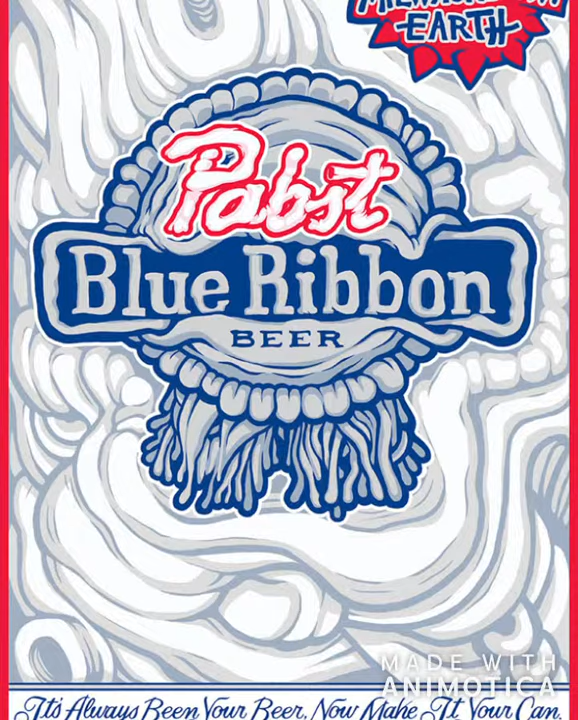 EARTH
Pabst
Blue Ribbon
BEER
MADE WITH
ANIMOTICA
It's Always Been Your Beer, Now Make It Your Can.